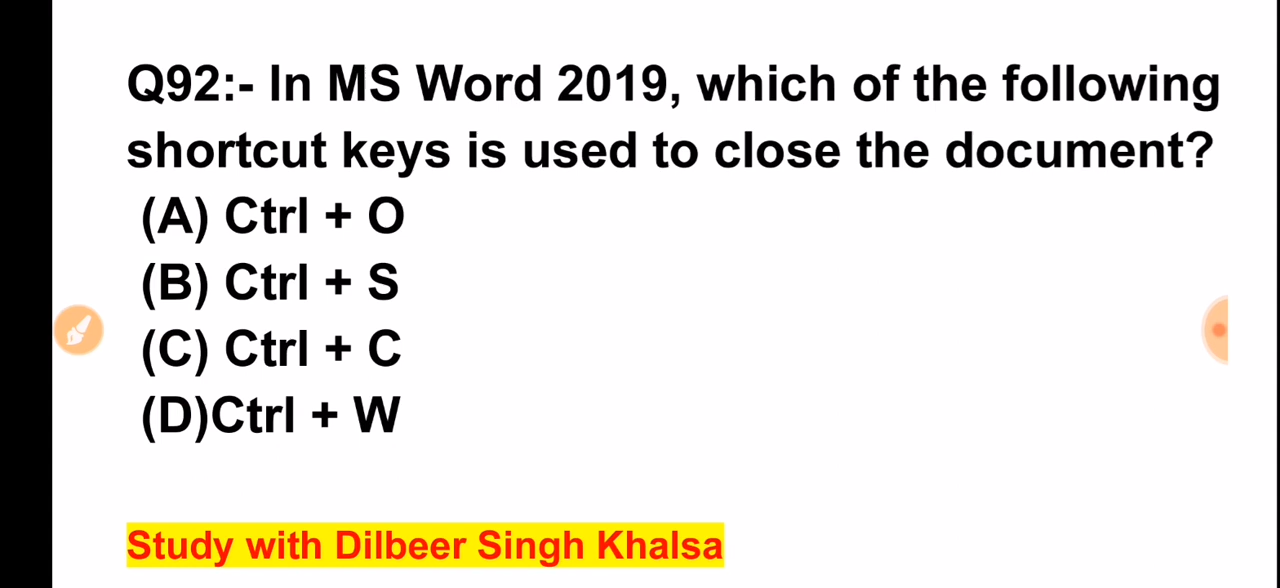 Q92:- In MS Word 2019, which of the following
shortcut keys is used to close the document?
(A) Ctrl + O
(B) Ctrl + S
(C) Ctrl + C
(D)Ctrl + W
Study with Dilbeer Singh Khalsa